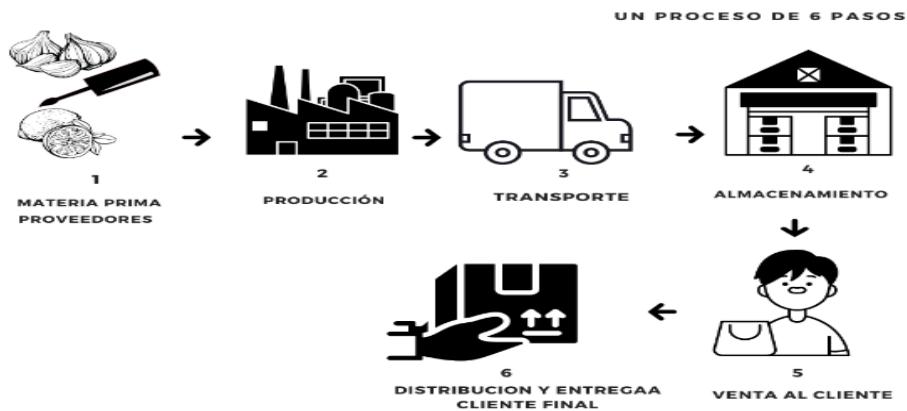 UN PROCESO DE 6 PASOS
1
MATERIA PRIMA
PROVEEDORES
2
PRODUCCIÓN
3
TRANSPORTE
4
ALMACENAMIENTO
5
VENTA AL CLIENTE
6
DISTRIBUCION Y ENTREGAA
CLIENTE FINAL